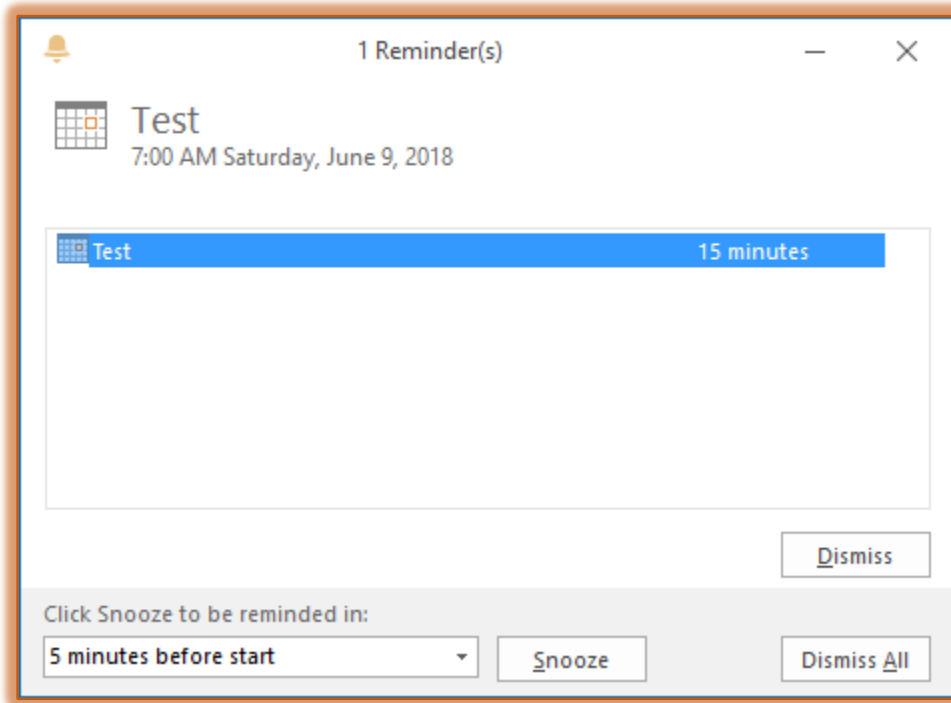 1 Reminder(s)
Test
7:00 AM Saturday, June 9, 2018
Test 15 minutes
Dismiss
Click Snooze to be reminded in:
5 minutes before start Snooze Dismiss All